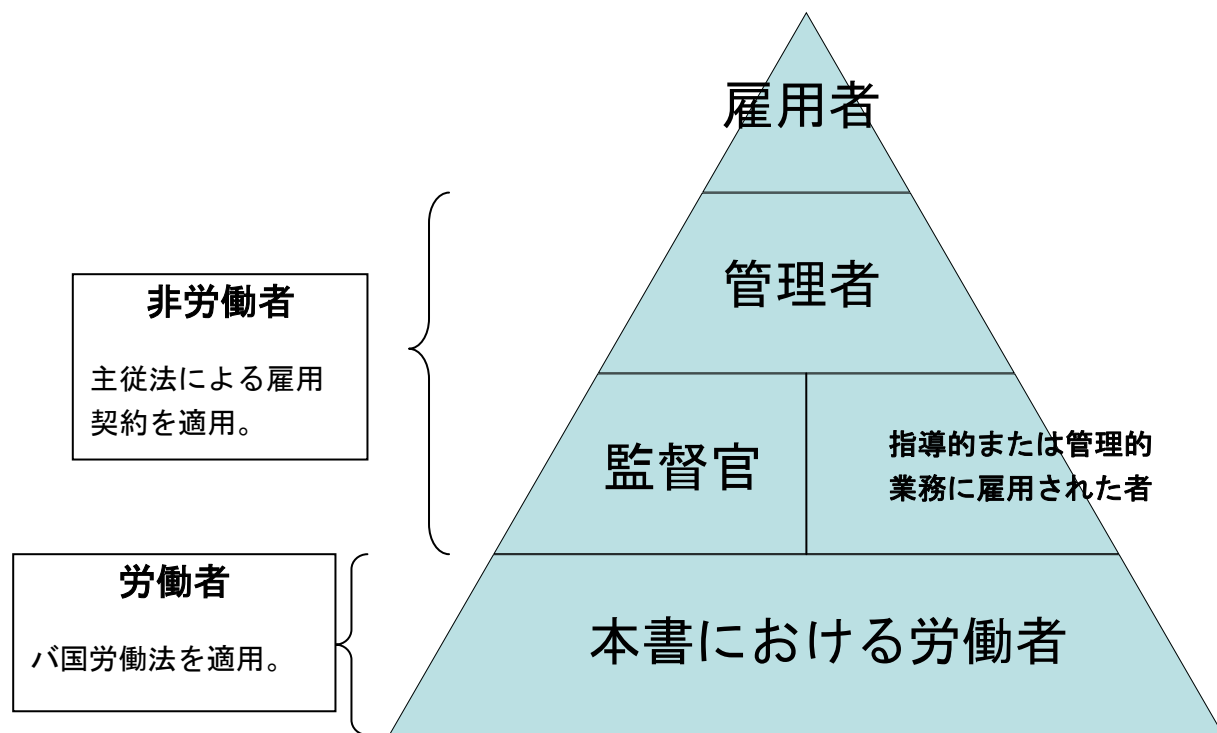 雇用者
管理者
非労働者
主従法による雇用
契約を適用。
監督官
指導的または管理的
業務に雇用された者
労働者
バ国労働法を適用。
本書における労働者